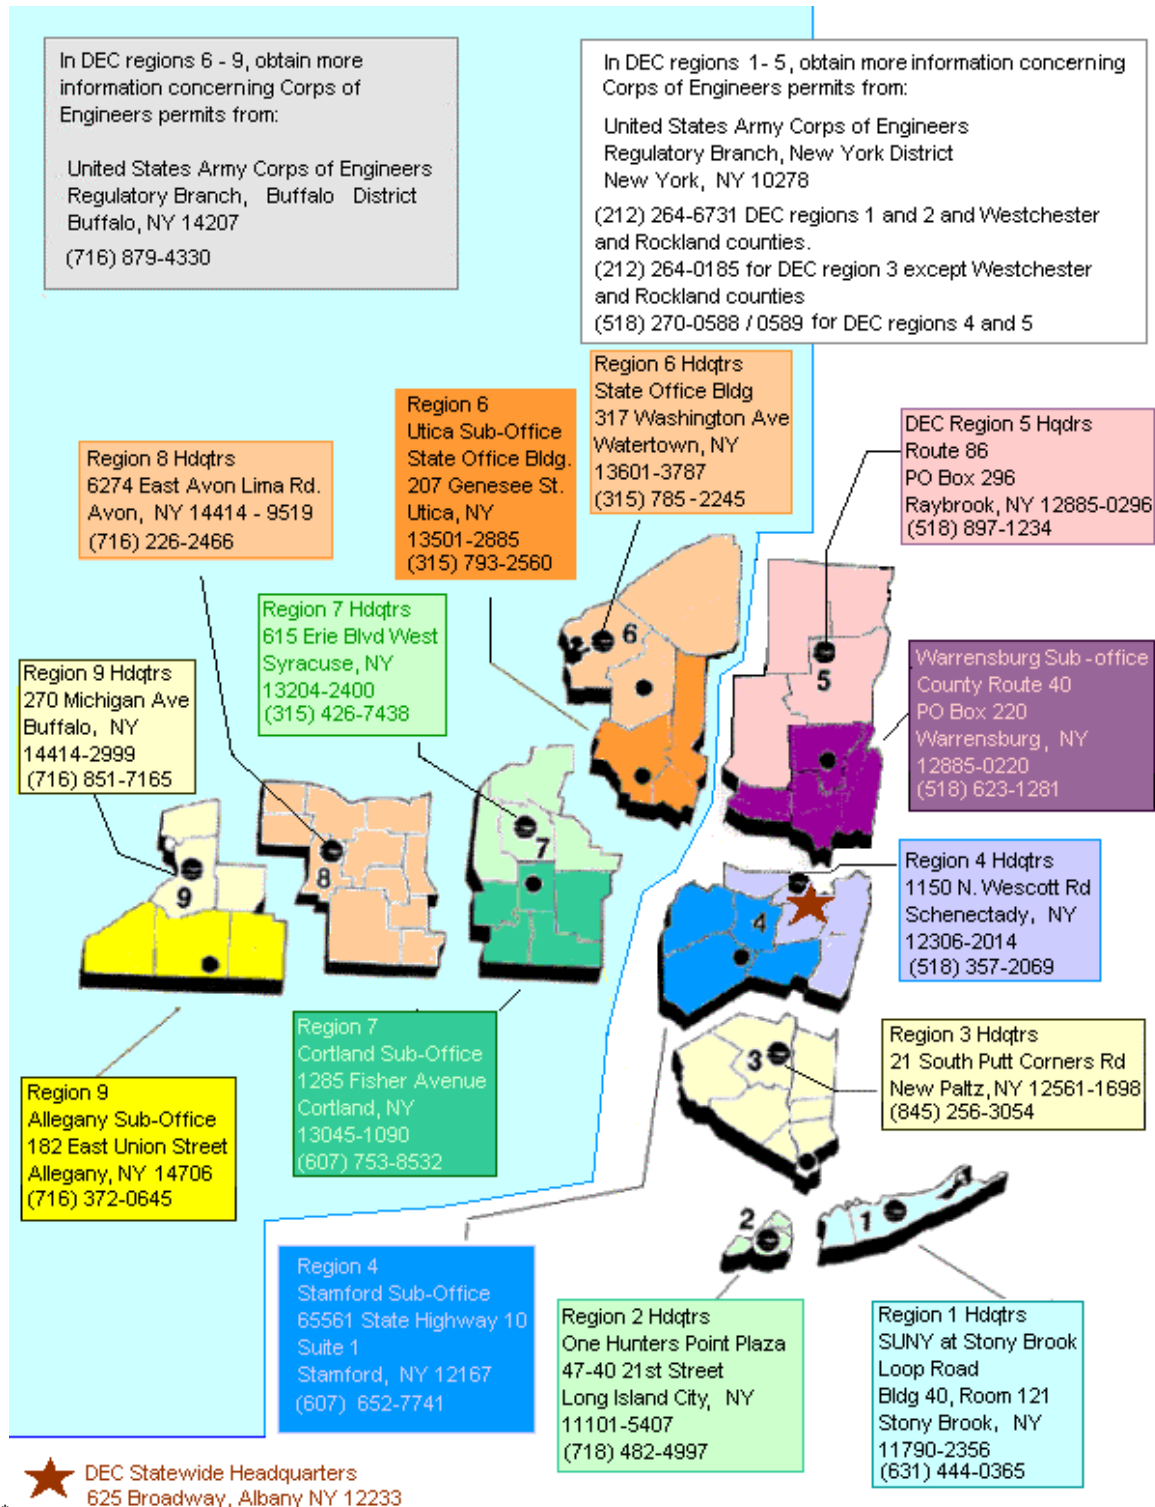 In DEC regions 6 - 9, obtain more
information concerning Corps of
Engineers permits from:
United States Army Corps of Engineers
Regulatory Branch, Buffalo District
Buffalo, NY 14207
(716) 879-4330
In DEC regions 1- 5, obtain more information concerning
Corps of Engineers permits from:
United States Army Corps of Engineers
Regulatory Branch, New York District
New York, NY 10278
(212) 264-6731 DEC regions 1 and 2 and Westchester
and Rockland counties.
(212) 264-0185 for DEC region 3 except Westchester
and Rockland counties
(518) 270-0588 / 0589 for DEC regions 4 and 5
Region 6 Hdqtrs
State Office Bldg
317 Washington Ave
Watertown, NY
13601-3787
(315) 785-2245
Region 6
Utica Sub-Office
State Office Bldg.
207 Genesee St.
Utica, NY
13501-2885
(315) 793-2560
DEC Region 5 Hqdrs
Route 86
PO Box 296
Raybrook, NY 12885-0296
(518) 897-1234
Region 8 Hdqtrs
6274 East Avon Lima Rd.
Avon, NY 14414 - 9519
(716) 226-2466
Region 7 Hdqtrs
615 Erie Blvd West
Syracuse, NY
13204-2400
(315) 426-7438
Region 9 Hdqtrs
270 Michigan Ave
Buffalo, NY
14414-2999
(716) 851-7165
Warrensburg Sub-office
County Route 40
PO Box 220
Warrensburg, NY
12885-0220
(518) 623-1281
6
5
7
8
9
4
Region 4 Hdqtrs
1150 N. Wescott Rd
Schenectady, NY
12306-2014
(518) 357-2069
Region 7
Cortland Sub-Office
1285 Fisher Avenue
Cortland, NY
13045-1090
(607) 753-8532
3
Region 3 Hdqtrs
21 South Putt Corners Rd
New Paltz, NY 12561-1698
(845) 256-3054
Region 9
Allegany Sub-Office
182 East Union Street
Allegany, NY 14706
(716) 372-0645
2
1
Region 4
Stamford Sub-Office
65561 State Highway 10
Suite 1
Stamford, NY 12167
(607) 652-7741
Region 2 Hdqtrs
One Hunters Point Plaza
47-40 21st Street
Long Island City, NY
11101-5407
(718) 482-4997
Region 1 Hdqtrs
SUNY at Stony Brook
Loop Road
Bldg 40, Room 121
Stony Brook, NY
11790-2356
(631) 444-0365
DEC Statewide Headquarters
625 Broadway, Albany NY 12233